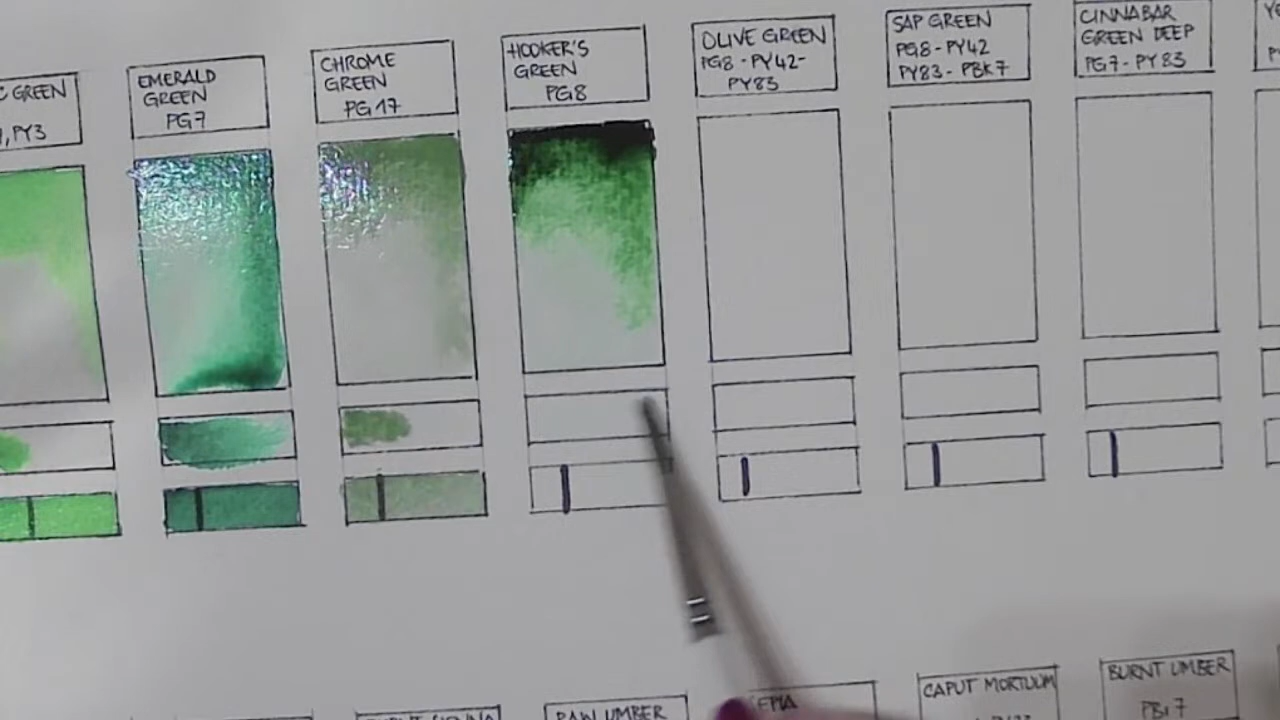 GREEN
, PY3
EMERALD
GREEN
PG7
CHROME
GREEN
PG17
HOOKER'S
GREEN
PG8
OLIVE GREEN
PG8 - PY42 -
PY83
SAP GREEN
PG8 - PY42
PY83 - PBK7
CINNABAR
GREEN DEEP
PG7 - PY83
RAW UMBER
CAPUT MORTUUM
BURNT UMBER
PBr7